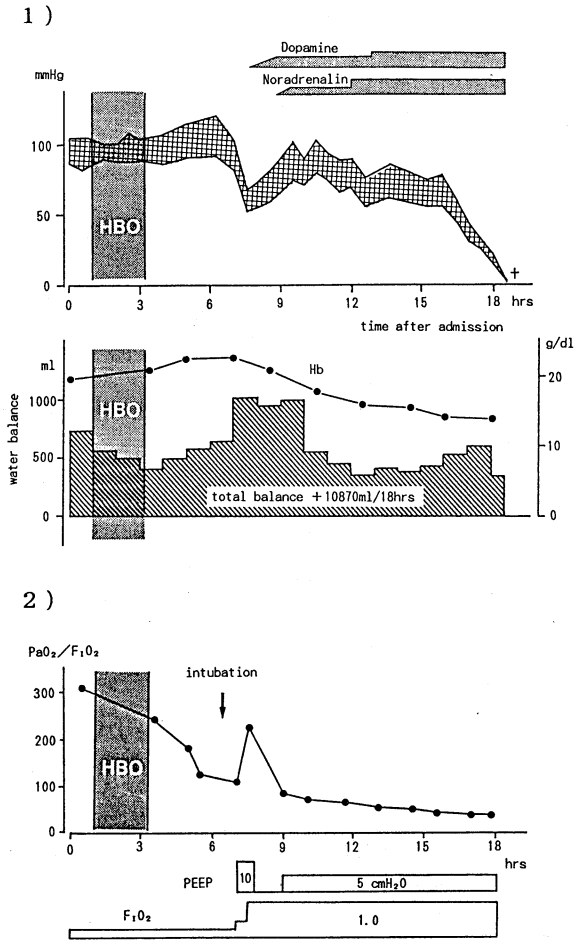 1)
Dopamine
mmHg
Noradrenalin
100
50
0
HBO
†
0 3 6 9 12 15 18 hrs
time after admission
ml
g/dl
Hb
20
1000
HBO
water balance
500
10
total balance +10870ml/18hrs
0
0
2)
PaO₂/FIO₂
intubation
300
200
100
HBO
0
0 3 6 9 12 15 18
hrs
PEEP 10 5 cmH2O
FIO₂ 1.0